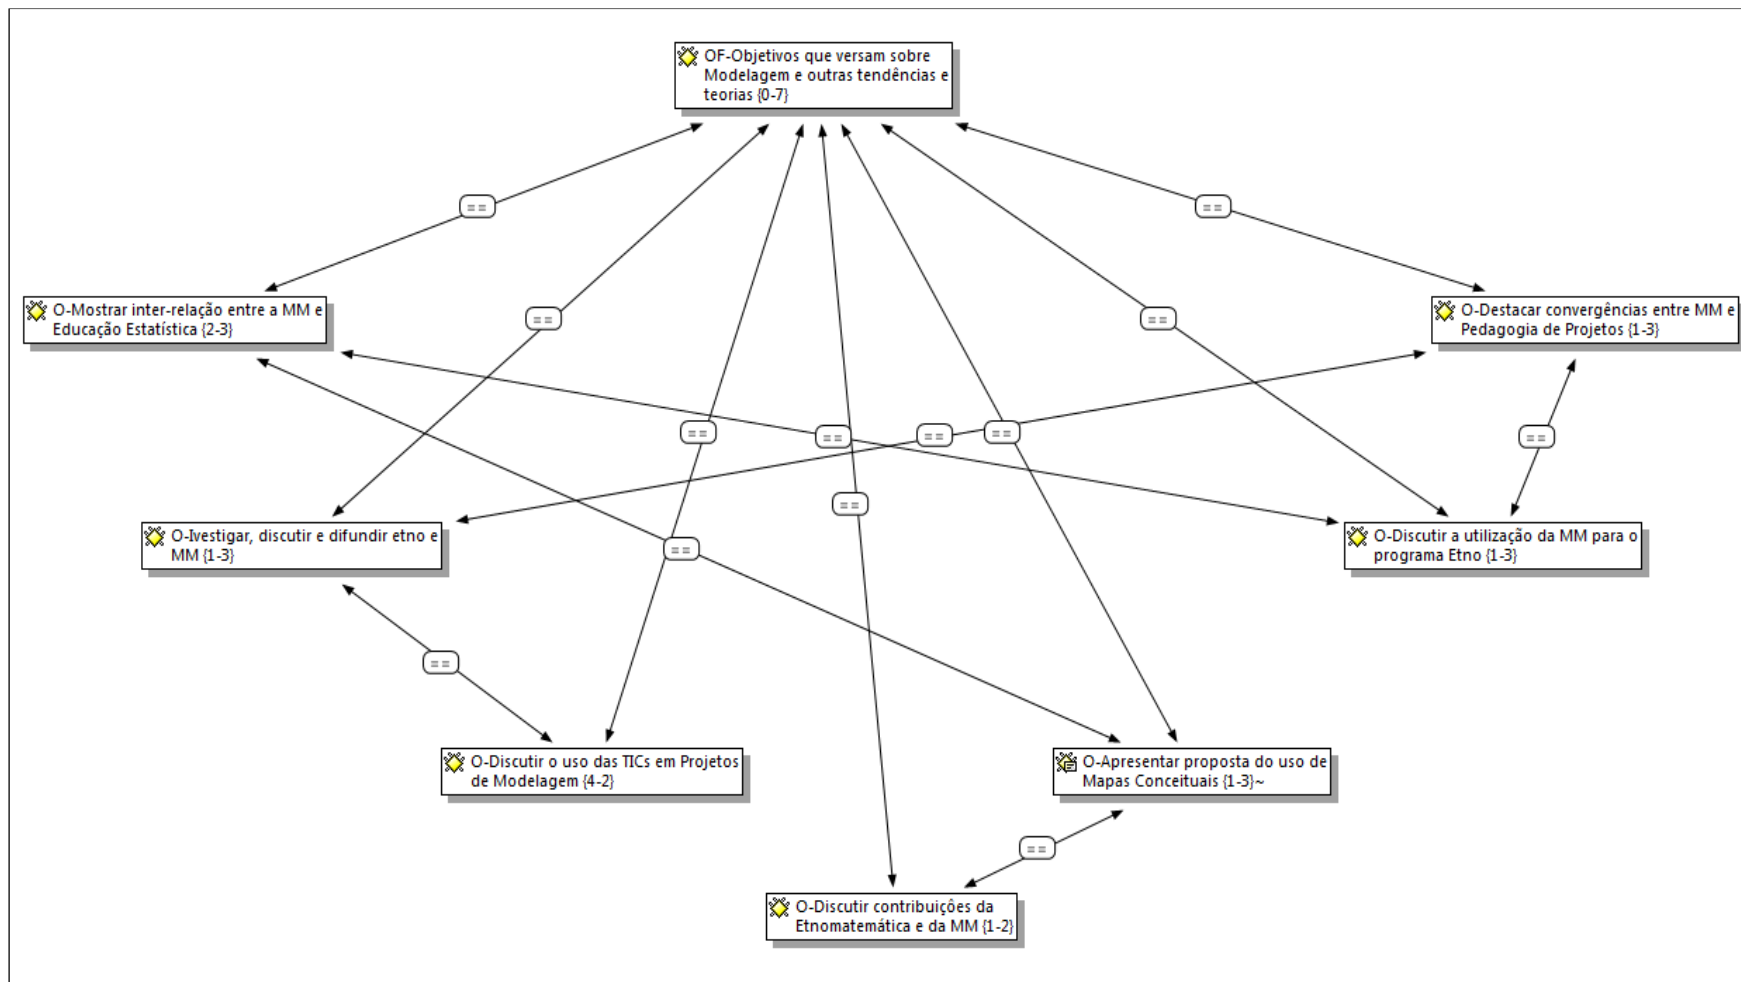 OF-Objetivos que versam sobre
Modelagem e outras tendências e
teorias {0-7}
==
==
O-Mostrar inter-relação entre a MM e
Educação Estatística {2-3}
==
==
O-Destacar convergências entre MM e
Pedagogia de Projetos {1-3}
==
==
==
==
==
==
O-Ivestigar, discutir e difundir etno e
MM {1-3}
O-Discutir a utilização da MM para o
programa Etno {1-3}
==
==
O-Discutir o uso das TICs em Projetos
de Modelagem {4-2}
O-Apresentar proposta do uso de
Mapas Conceituais {1-3}~
==
O-Discutir contribuições da
Etnomatemática e da MM {1-2}